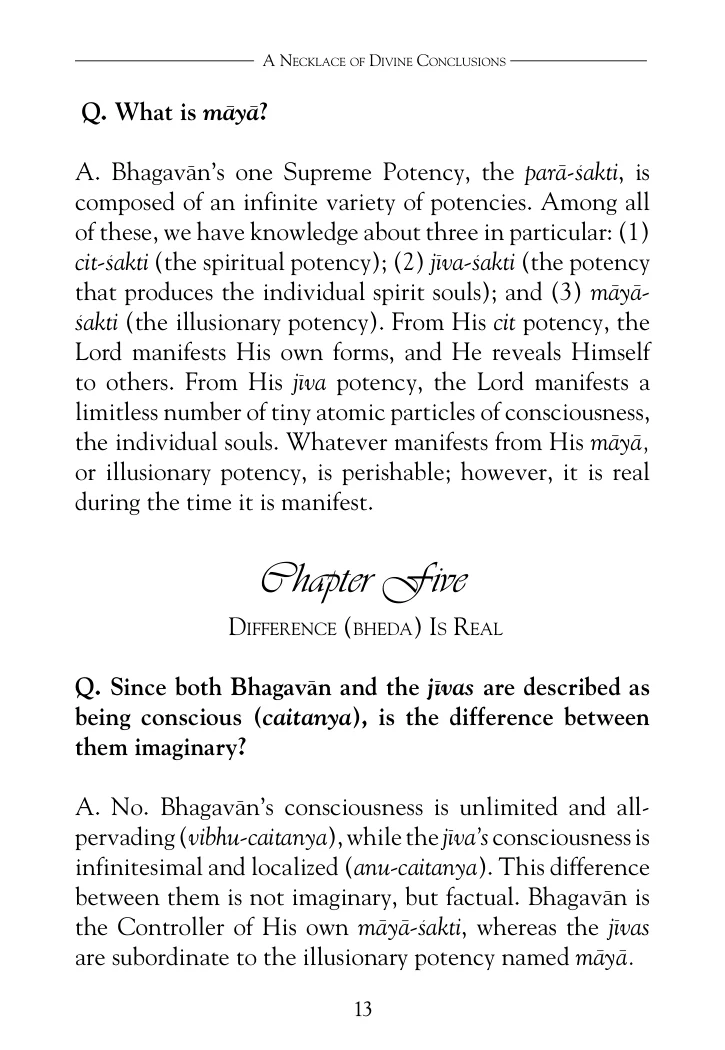 A Necklace of Divine Conclusions
Q. What is māyā?
A. Bhagavān’s one Supreme Potency, the parā-śakti, is
composed of an infinite variety of potencies. Among all
of these, we have knowledge about three in particular: (1)
cit-śakti (the spiritual potency); (2) jīva-śakti (the potency
that produces the individual spirit souls); and (3) māyā-
śakti (the illusionary potency). From His cit potency, the
Lord manifests His own forms, and He reveals Himself
to others. From His jīva potency, the Lord manifests a
limitless number of tiny atomic particles of consciousness,
the individual souls. Whatever manifests from His māyā,
or illusionary potency, is perishable; however, it is real
during the time it is manifest.
Chapter Five
Difference (bheda) Is Real
Q. Since both Bhagavān and the jīvas are described as
being conscious (caitanya), is the difference between
them imaginary?
A. No. Bhagavān’s consciousness is unlimited and all-
pervading (vibhu-caitanya), while the jīva’s consciousness is
infinitesimal and localized (anu-caitanya). This difference
between them is not imaginary, but factual. Bhagavān is
the Controller of His own māyā-śakti, whereas the jīvas
are subordinate to the illusionary potency named māyā.
13